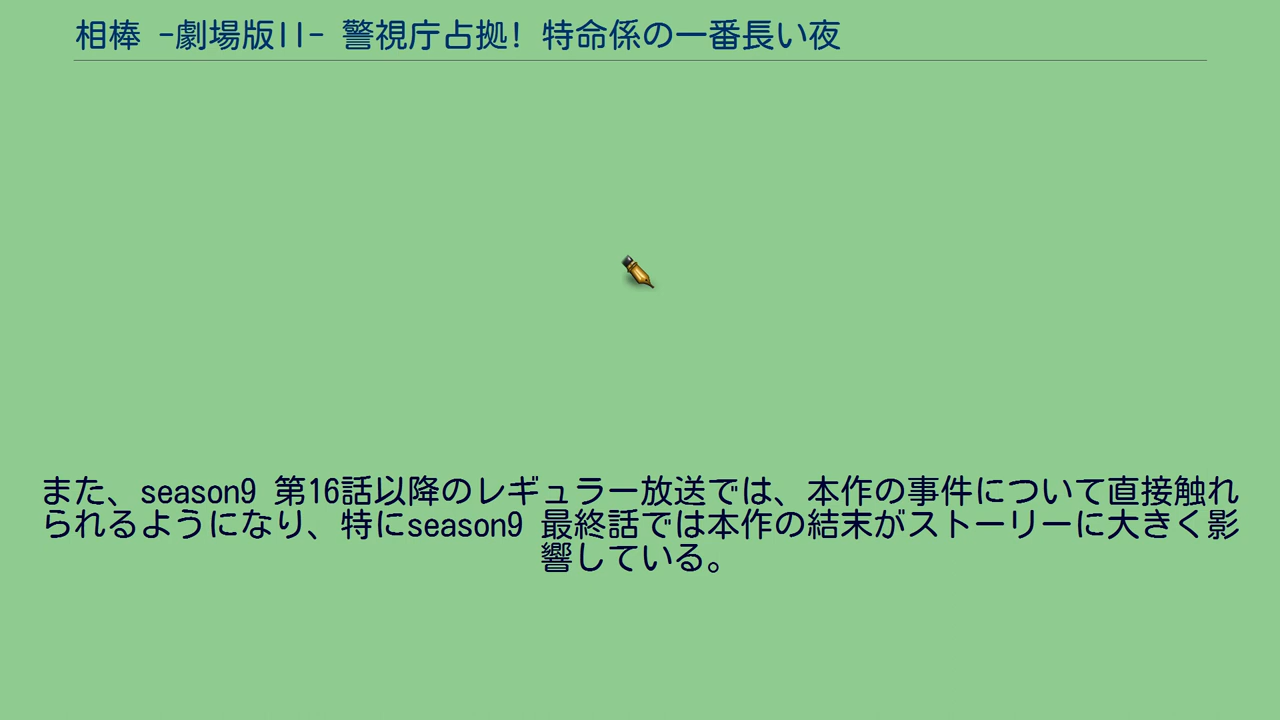 相棒 -劇場版II- 警視庁占拠! 特命係の一番長い夜
また、season9 第16話以降のレギュラー放送では、本作の事件について直接触れ
られるようになり、特にseason9 最終話では本作の結末がストーリーに大きく影
響している。